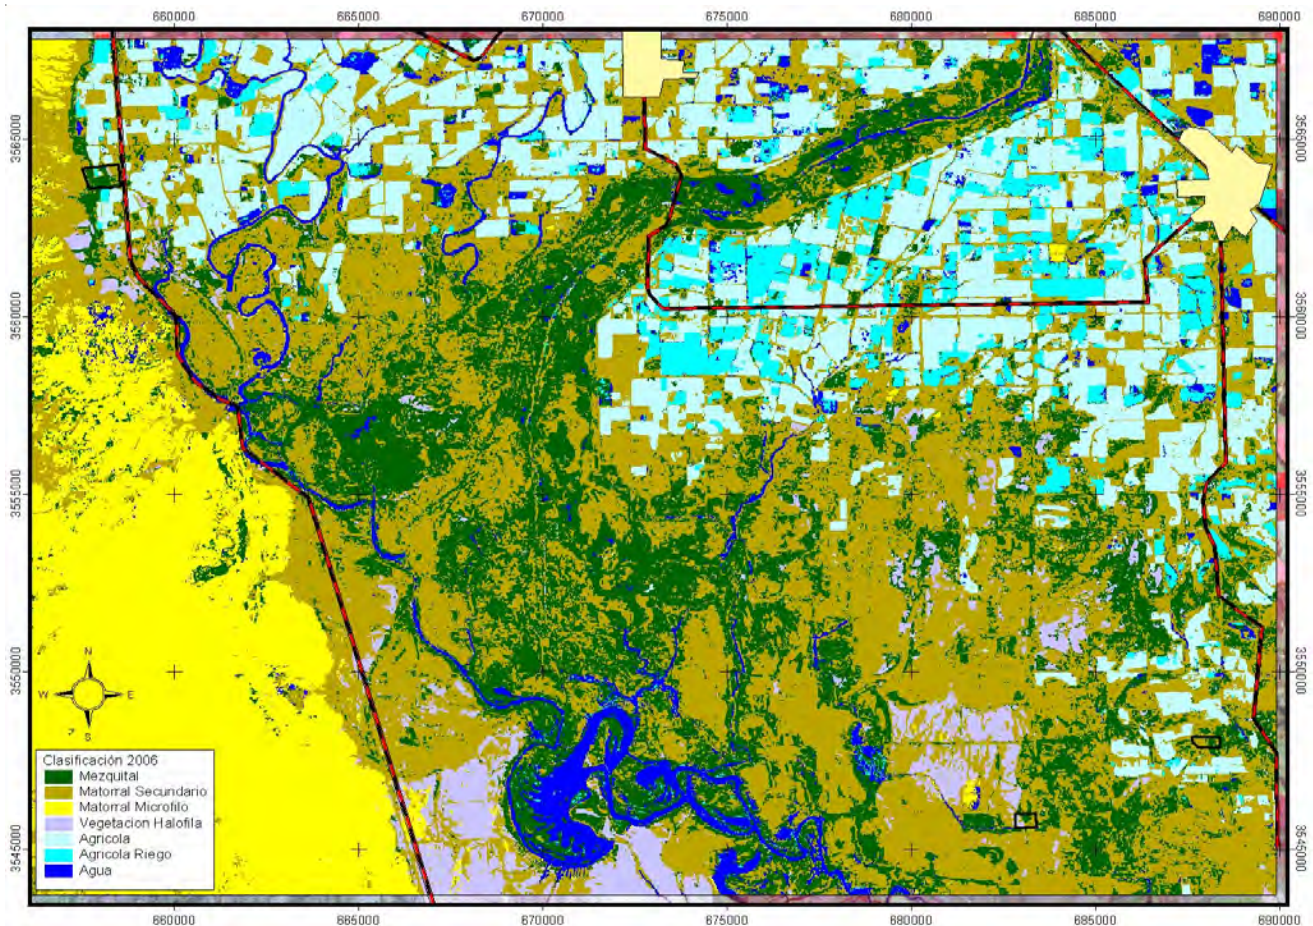 660000 665000 670000 675000 680000 685000 690000
3565000 3565000
3560000 3560000
3555000 3555000
3550000 3550000
3545000 3545000
N
W E
S
Clasificación 2006
Mezquital
Matorral Secundario
Matorral Microfilo
Vegetacion Halofila
Agricola
Agricola Riego
Agua
660000 665000 670000 675000 680000 685000 690000